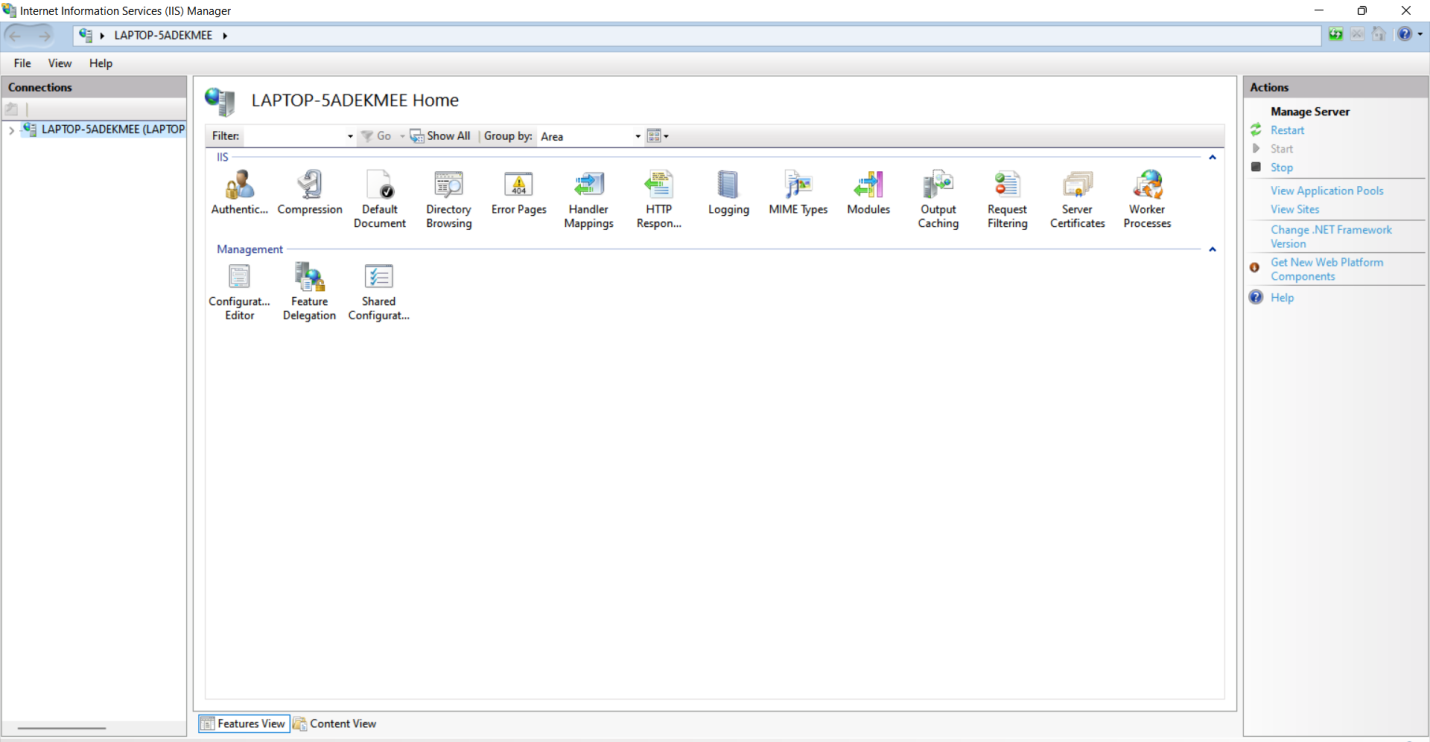 Internet Information Services (IIS) Manager
LAPTOP-5ADEKMEE
File View Help
Connections
LAPTOP-5ADEKMEE (LAPTOP
LAPTOP-5ADEKMEE Home
Filter: Go Show All Group by: Area
IIS
Authentic... Compression Default Document Directory Browsing Error Pages Handler Mappings HTTP Respon... Logging MIME Types Modules Output Caching Request Filtering Server Certificates Worker Processes
404
Management
Configurat... Editor Feature Delegation Shared Configurat...
Features View Content View
Actions
Manage Server
Restart
Start
Stop
View Application Pools
View Sites
Change .NET Framework
Version
Get New Web Platform
Components
Help